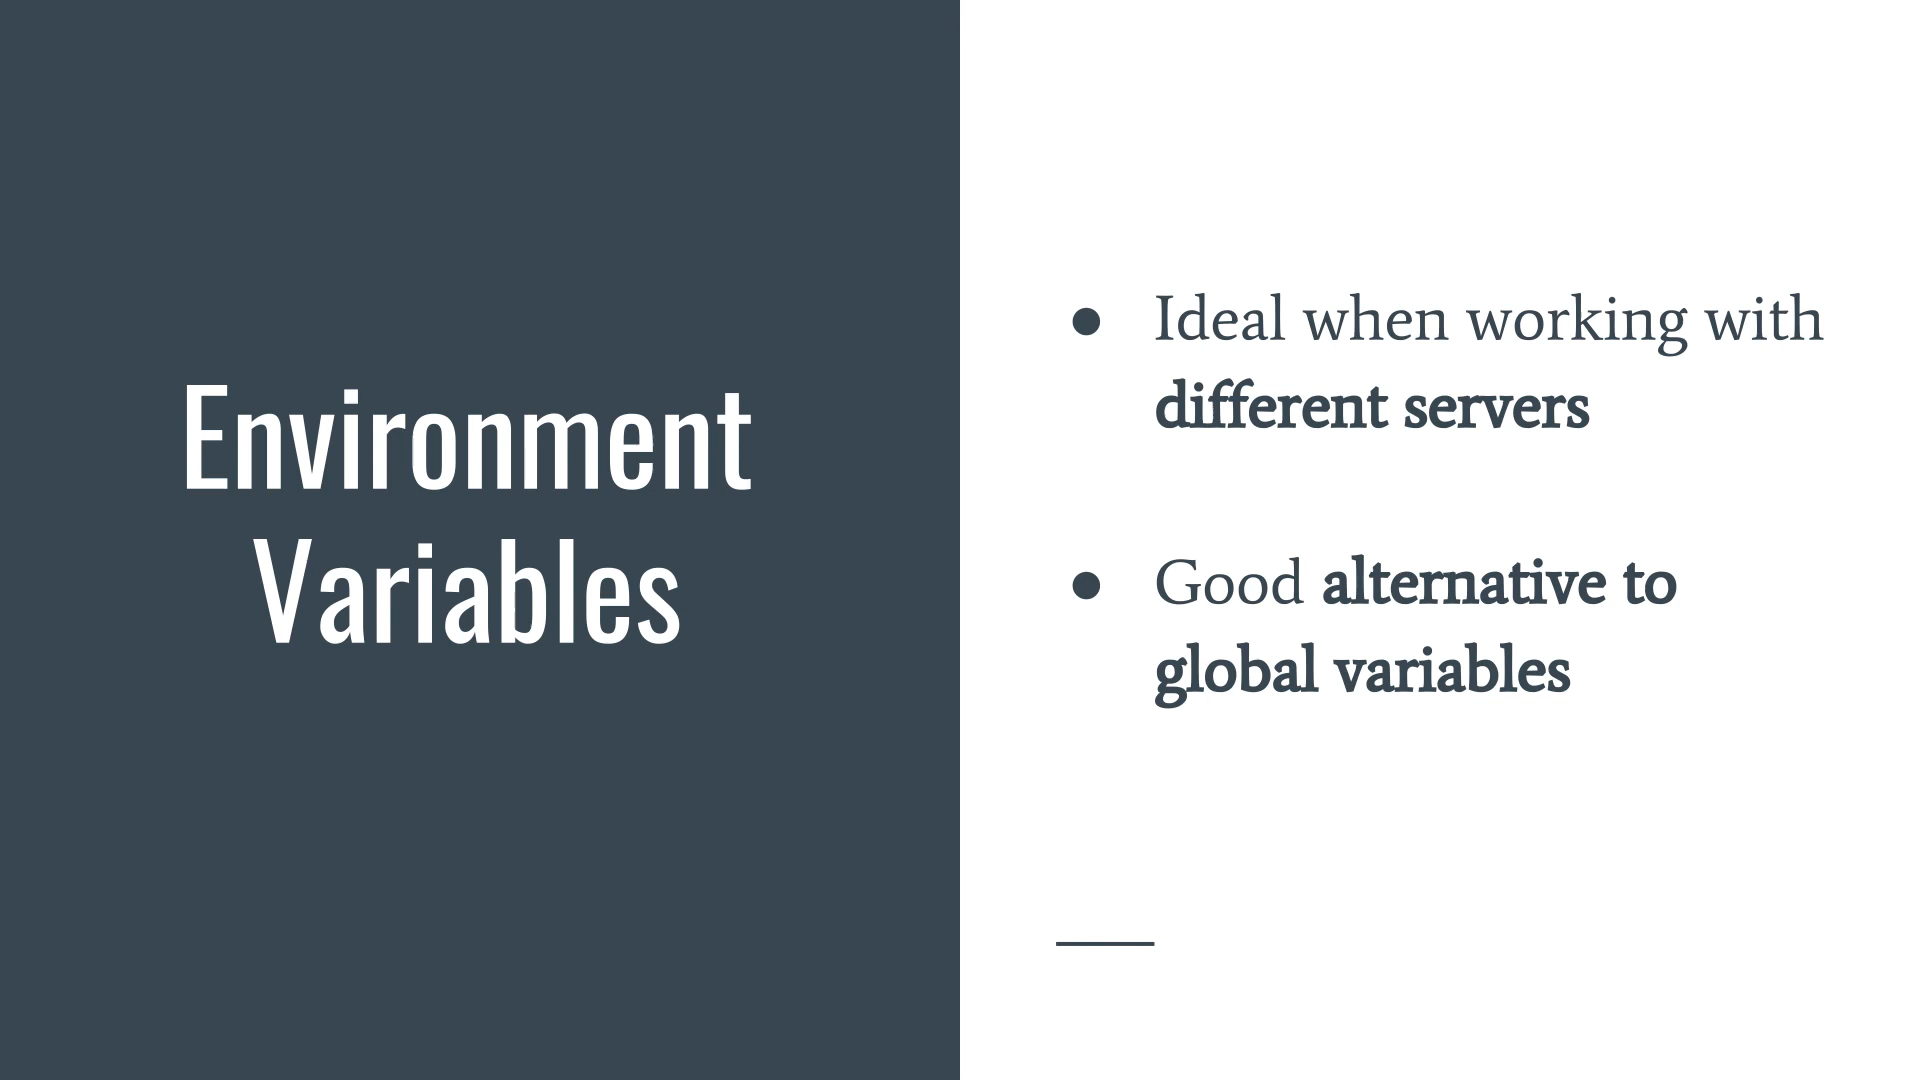 Environment
Variables
● Ideal when working with
different servers
● Good alternative to
global variables